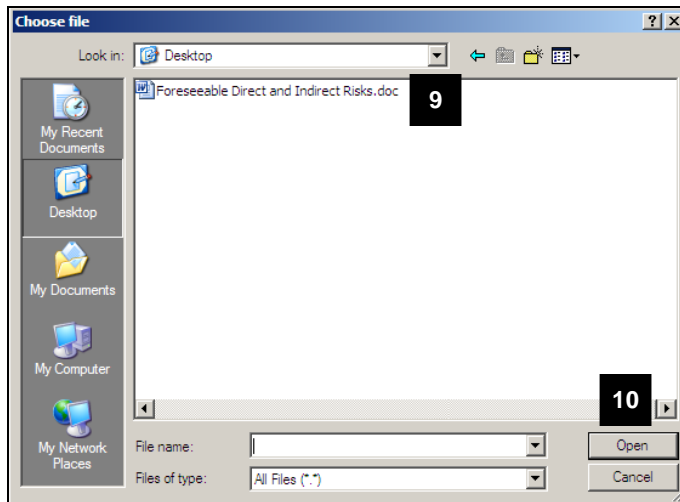 Choose file
Look in:
Desktop
Foreseeable Direct and Indirect Risks.doc
9
My Recent
Documents
Desktop
My Documents
My Computer
My Network
Places
10
File name:
Open
Files of type:
All Files (*.*)
Cancel